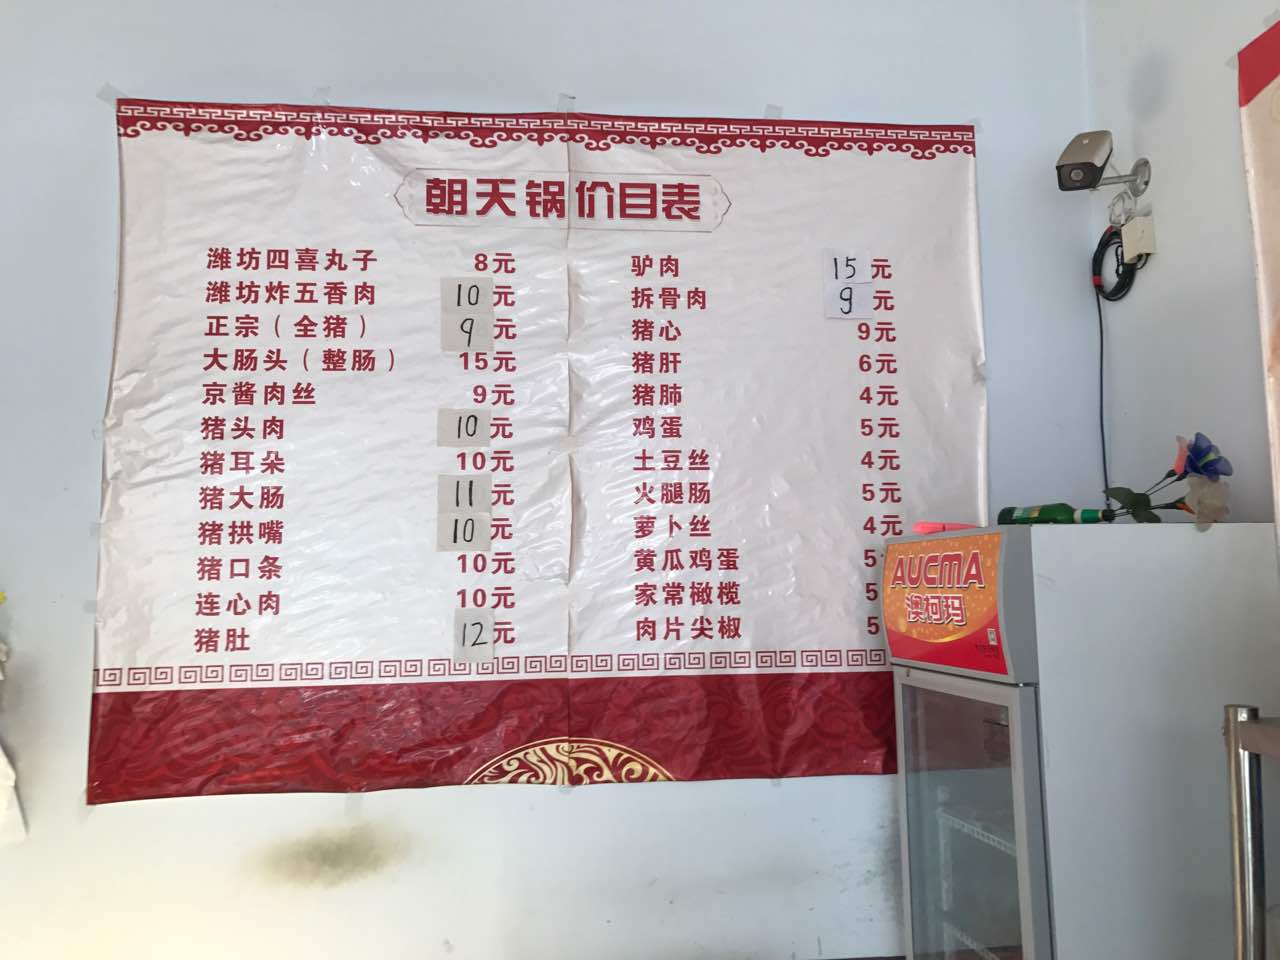 朝天锅价目表
潍坊四喜丸子 8元
潍坊炸五香肉 10元
正宗（全猪） 9元
大肠头（整肠） 15元
京酱肉丝 9元
猪头肉 10元
猪耳朵 10元
猪大肠 11元
猪拱嘴 10元
猪口条 10元
连心肉 10元
猪肚 12元
驴肉 15元
拆骨肉 9元
猪心 9元
猪肝 6元
猪肺 4元
鸡蛋 5元
土豆丝 4元
火腿肠 5元
萝卜丝 4元
黄瓜鸡蛋 5
家常橄榄 5
肉片尖椒 5
AUCMA
澳柯玛